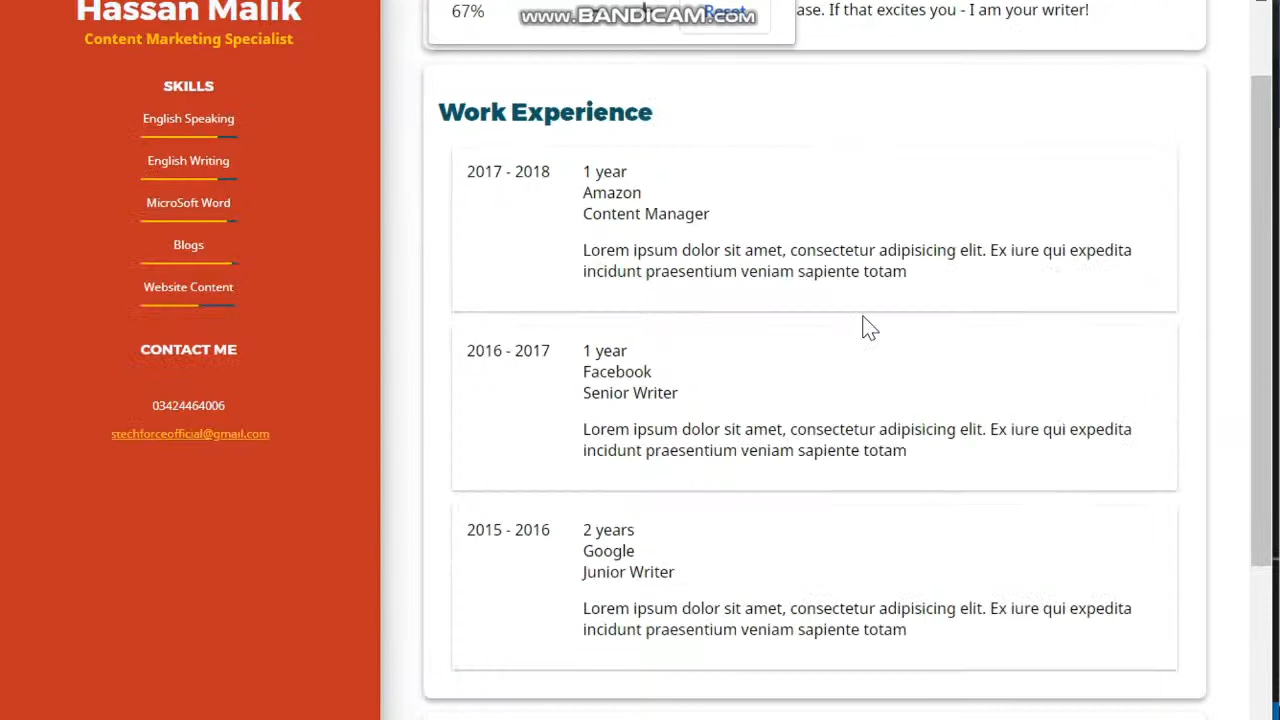 Hassan Malik
Content Marketing Specialist
SKILLS
English Speaking
English Writing
MicroSoft Word
Blogs
Website Content
CONTACT ME
03424464006
stechforceofficial@gmail.com
67%
Reset
www.BANDICAM.com
ase. If that excites you - I am your writer!
Work Experience
2017 - 2018
1 year
Amazon
Content Manager
Lorem ipsum dolor sit amet, consectetur adipisicing elit. Ex iure qui expedita
incidunt praesentium veniam sapiente totam
2016 - 2017
1 year
Facebook
Senior Writer
Lorem ipsum dolor sit amet, consectetur adipisicing elit. Ex iure qui expedita
incidunt praesentium veniam sapiente totam
2015 - 2016
2 years
Google
Junior Writer
Lorem ipsum dolor sit amet, consectetur adipisicing elit. Ex iure qui expedita
incidunt praesentium veniam sapiente totam